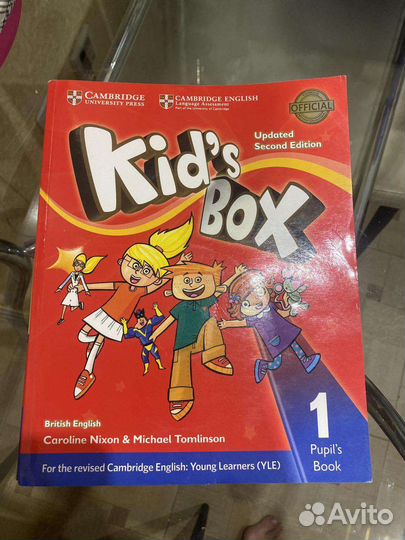 CAMBRIDGE
UNIVERSITY PRESS
CAMBRIDGE ENGLISH
Language Assessment
Part of the University of Cambridge
OFFICIAL
Updated
Second Edition
Kid's
BOX
British English
Caroline Nixon & Michael Tomlinson
1
Pupil's
Book
For the revised Cambridge English: Young Learners (YLE)
Avito